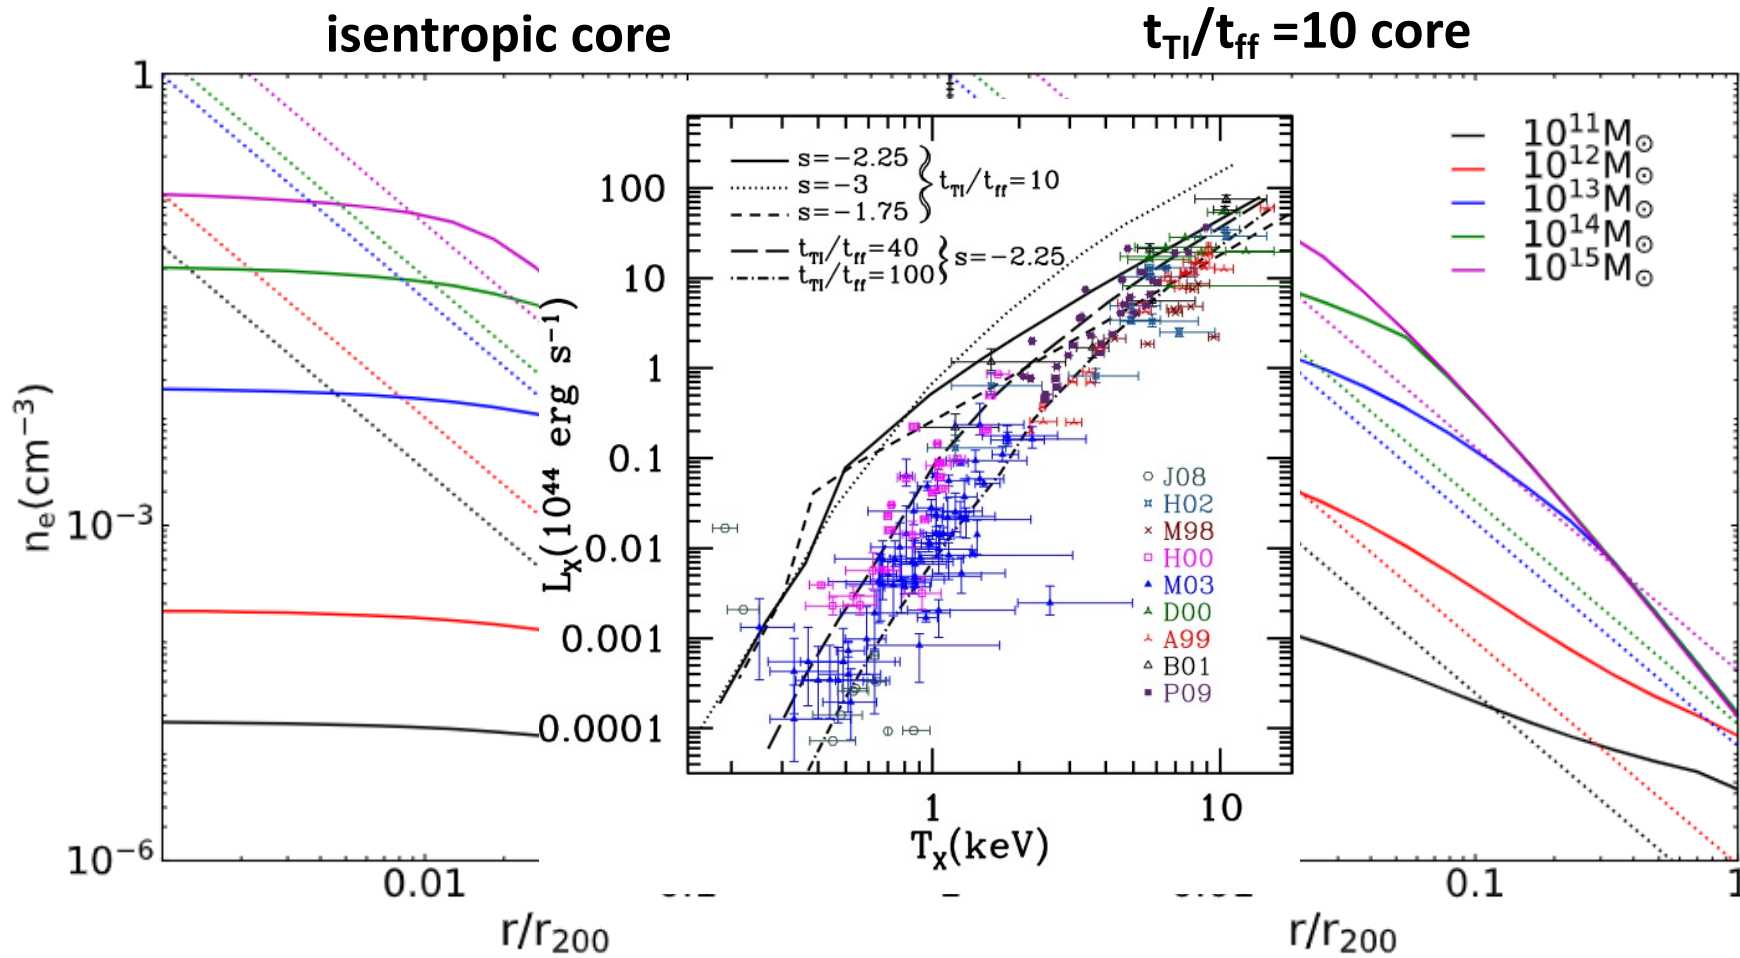 isentropic core
t_TI/t_ff =10 core
1
10^−3
10^−6
n_e(cm^−3)
0.01
r/r_200
s=−2.25
s=−3
s=−1.75
t_TI/t_ff=10
t_TI/t_ff=40
t_TI/t_ff=100
s=−2.25
100
10
1
0.1
0.01
0.001
0.0001
L_X(10^44 erg s^−1)
J08
H02
M98
H00
M03
D00
A99
B01
P09
1
10
T_X(keV)
10^11M_⊙
10^12M_⊙
10^13M_⊙
10^14M_⊙
10^15M_⊙
0.1
1
r/r_200